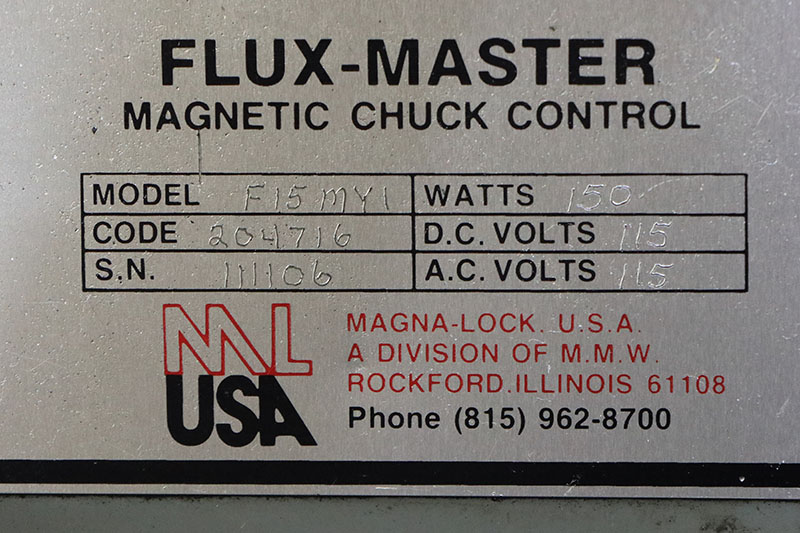 FLUX-MASTER
MAGNETIC CHUCK CONTROL
MODEL F15MY1 WATTS 150
CODE 204716 D.C. VOLTS 115
S.N. 111106 A.C. VOLTS 115
ML
USA
MAGNA-LOCK. U.S.A.
A DIVISION OF M.M.W.
ROCKFORD.ILLINOIS 61108
Phone (815) 962-8700